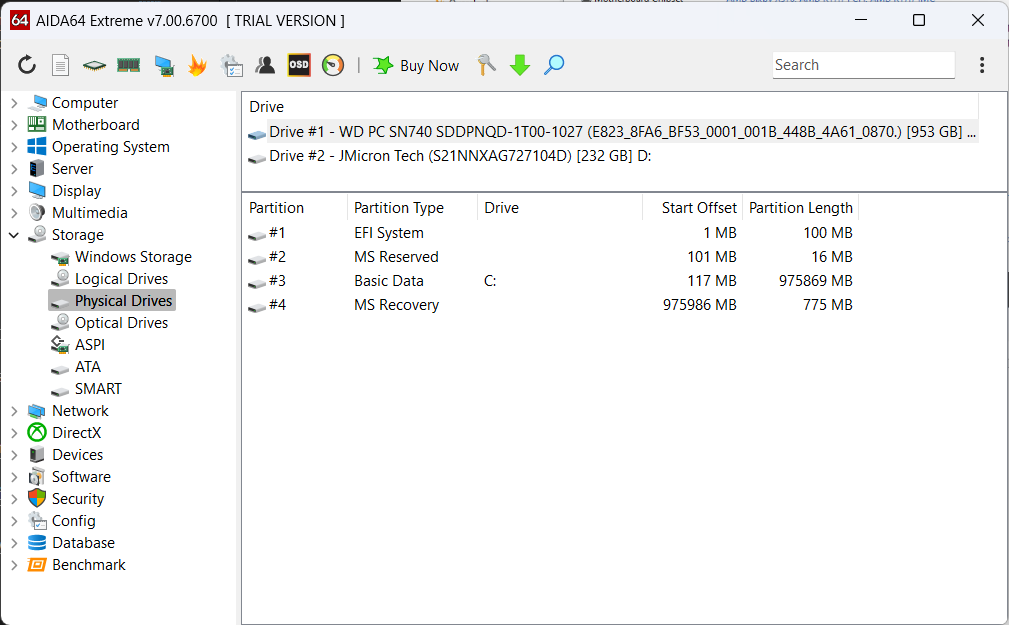 64 AIDA64 Extreme v7.00.6700 [ TRIAL VERSION ]
OSD Buy Now Search
Computer
Motherboard
Operating System
Server
Display
Multimedia
Storage
Windows Storage
Logical Drives
Physical Drives
Optical Drives
ASPI
ATA
SMART
Network
DirectX
Devices
Software
Security
Config
Database
Benchmark
Drive
Drive #1 - WD PC SN740 SDDPNQD-1T00-1027 (E823_8FA6_BF53_0001_001B_448B_4A61_0870.) [953 GB] ...
Drive #2 - JMicron Tech (S21NNXAG727104D) [232 GB] D:
Partition Partition Type Drive Start Offset Partition Length
#1 EFI System 1 MB 100 MB
#2 MS Reserved 101 MB 16 MB
#3 Basic Data C: 117 MB 975869 MB
#4 MS Recovery 975986 MB 775 MB